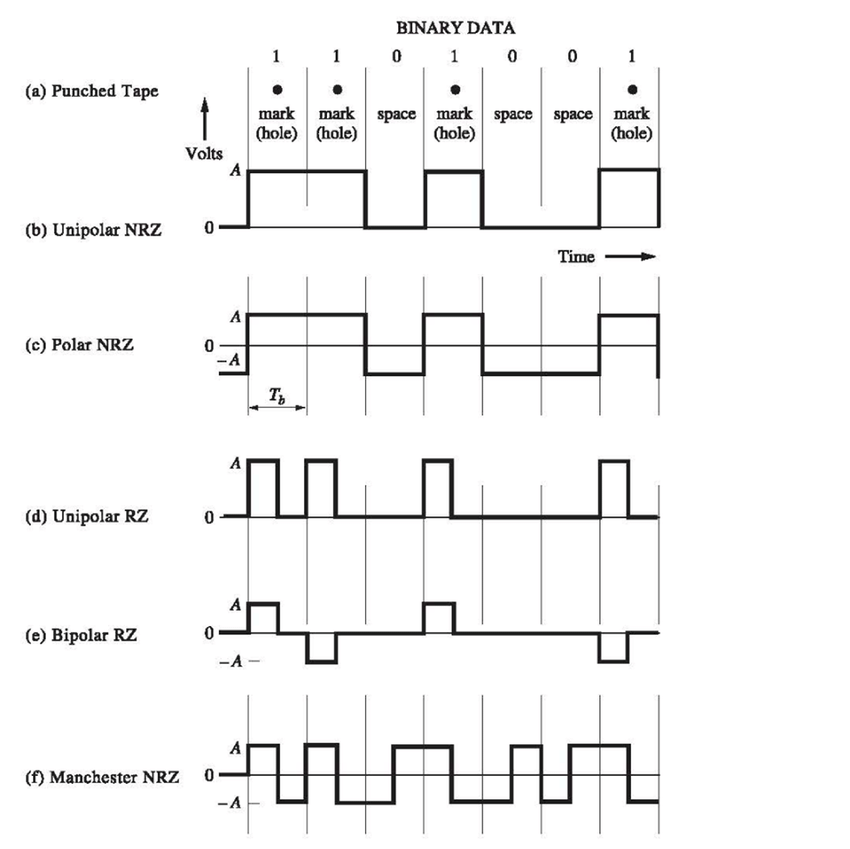 BINARY DATA
1 1 0 1 0 0 1
(a) Punched Tape
mark mark space mark space space mark
(hole) (hole) (hole) (hole)
Volts
A
(b) Unipolar NRZ 0
Time
A
(c) Polar NRZ 0
−A
Tb
A
(d) Unipolar RZ 0
A
(e) Bipolar RZ 0
−A
A
(f) Manchester NRZ 0
−A